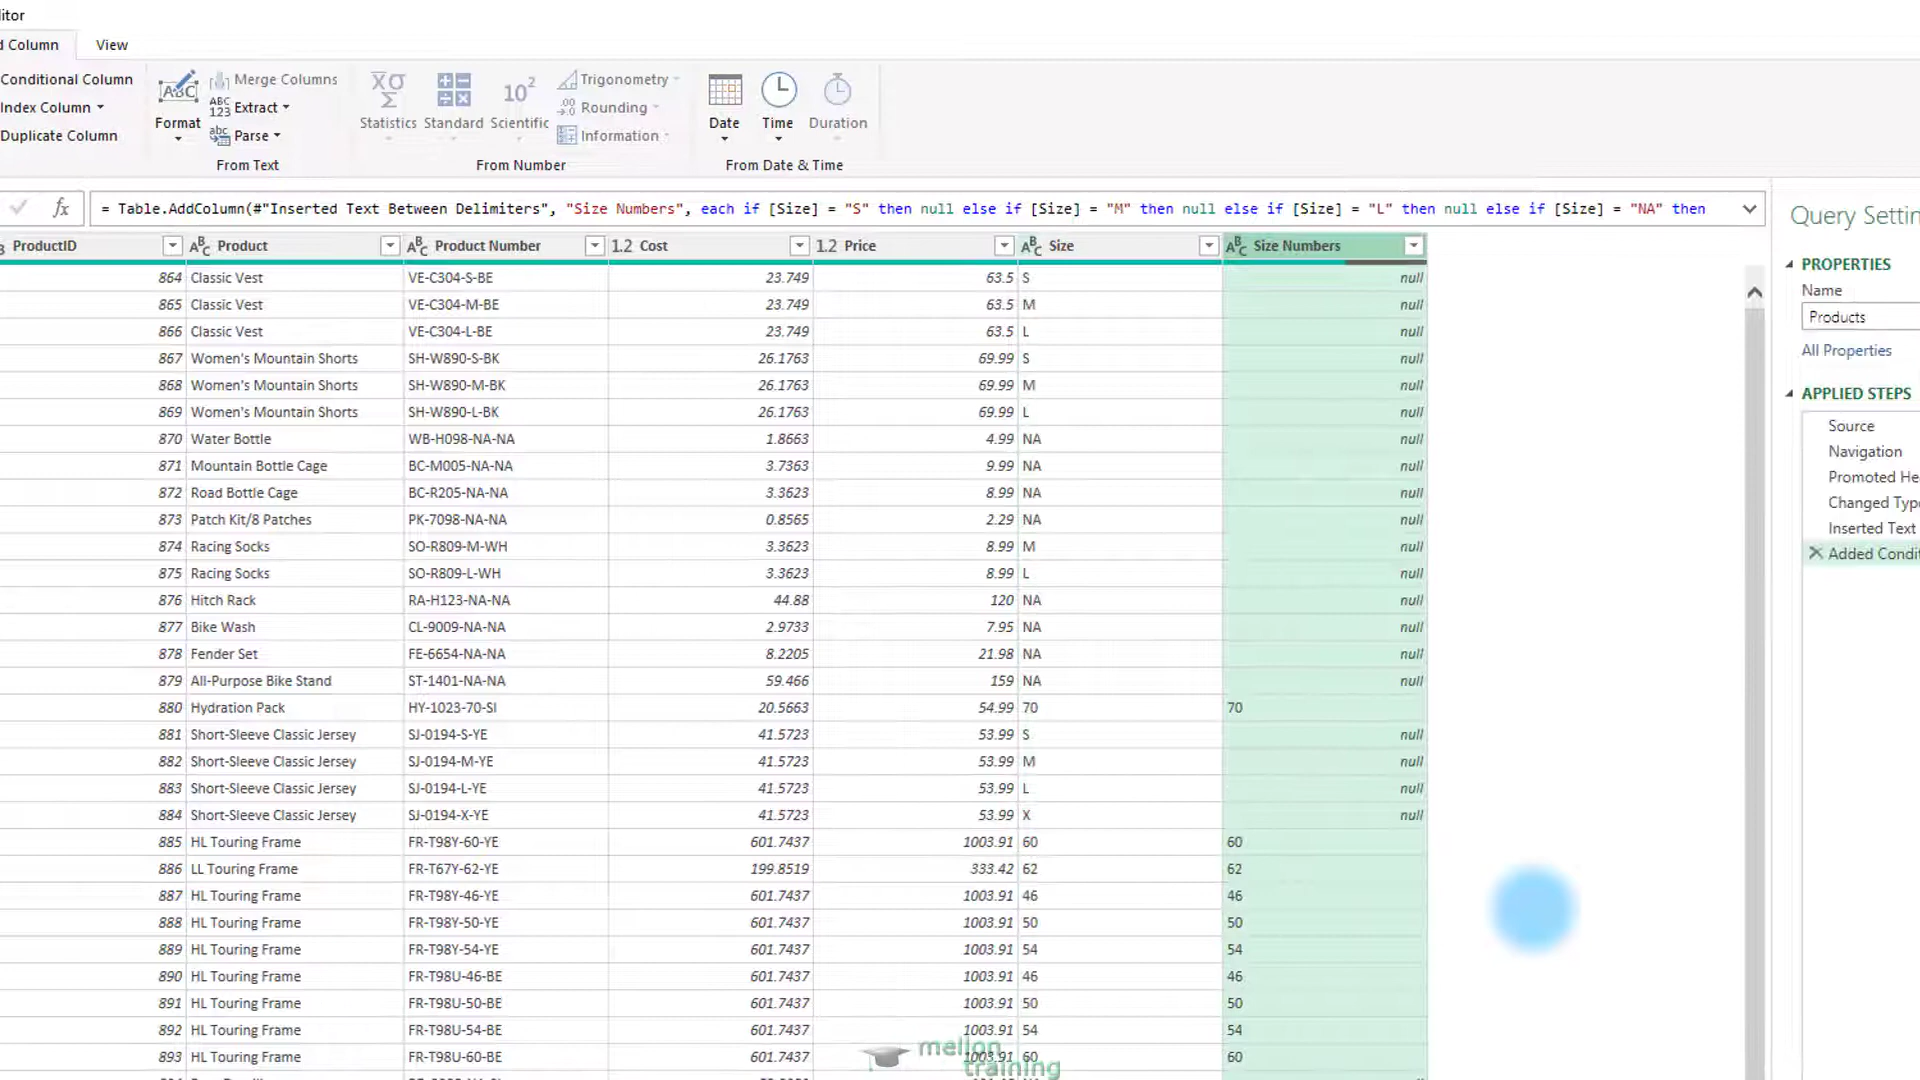 itor
d Column View
Conditional Column
Index Column
Duplicate Column
Format
Merge Columns
Extract
Parse
From Text
Statistics Standard Scientific
Trigonometry
Rounding
Information
From Number
Date Time Duration
From Date & Time
fx = Table.AddColumn(#"Inserted Text Between Delimiters", "Size Numbers", each if [Size] = "S" then null else if [Size] = "M" then null else if [Size] = "L" then null else if [Size] = "NA" then
ProductID Product Product Number 1.2 Cost 1.2 Price Size Size Numbers
864 Classic Vest VE-C304-S-BE 23.749 63.5 S null
865 Classic Vest VE-C304-M-BE 23.749 63.5 M null
866 Classic Vest VE-C304-L-BE 23.749 63.5 L null
867 Women's Mountain Shorts SH-W890-S-BK 26.1763 69.99 S null
868 Women's Mountain Shorts SH-W890-M-BK 26.1763 69.99 M null
869 Women's Mountain Shorts SH-W890-L-BK 26.1763 69.99 L null
870 Water Bottle WB-H098-NA-NA 1.8663 4.99 NA null
871 Mountain Bottle Cage BC-M005-NA-NA 3.7363 9.99 NA null
872 Road Bottle Cage BC-R205-NA-NA 3.3623 8.99 NA null
873 Patch Kit/8 Patches PK-7098-NA-NA 0.8565 2.29 NA null
874 Racing Socks SO-R809-M-WH 3.3623 8.99 M null
875 Racing Socks SO-R809-L-WH 3.3623 8.99 L null
876 Hitch Rack RA-H123-NA-NA 44.88 120 NA null
877 Bike Wash CL-9009-NA-NA 2.9733 7.95 NA null
878 Fender Set FE-6654-NA-NA 8.2205 21.98 NA null
879 All-Purpose Bike Stand ST-1401-NA-NA 59.466 159 NA null
880 Hydration Pack HY-1023-70-SI 20.5663 54.99 70 70
881 Short-Sleeve Classic Jersey SJ-0194-S-YE 41.5723 53.99 S null
882 Short-Sleeve Classic Jersey SJ-0194-M-YE 41.5723 53.99 M null
883 Short-Sleeve Classic Jersey SJ-0194-L-YE 41.5723 53.99 L null
884 Short-Sleeve Classic Jersey SJ-0194-X-YE 41.5723 53.99 X null
885 HL Touring Frame FR-T98Y-60-YE 601.7437 1003.91 60 60
886 LL Touring Frame FR-T67Y-62-YE 199.8519 333.42 62 62
887 HL Touring Frame FR-T98Y-46-YE 601.7437 1003.91 46 46
888 HL Touring Frame FR-T98Y-50-YE 601.7437 1003.91 50 50
889 HL Touring Frame FR-T98Y-54-YE 601.7437 1003.91 54 54
890 HL Touring Frame FR-T98U-46-BE 601.7437 1003.91 46 46
891 HL Touring Frame FR-T98U-50-BE 601.7437 1003.91 50 50
892 HL Touring Frame FR-T98U-54-BE 601.7437 1003.91 54 54
893 HL Touring Frame FR-T98U-60-BE 601.7437 1003.91 60 60
mellon
training
Query Settin
PROPERTIES
Name
Products
All Properties
APPLIED STEPS
Source
Navigation
Promoted He
Changed Type
Inserted Text
Added Condit